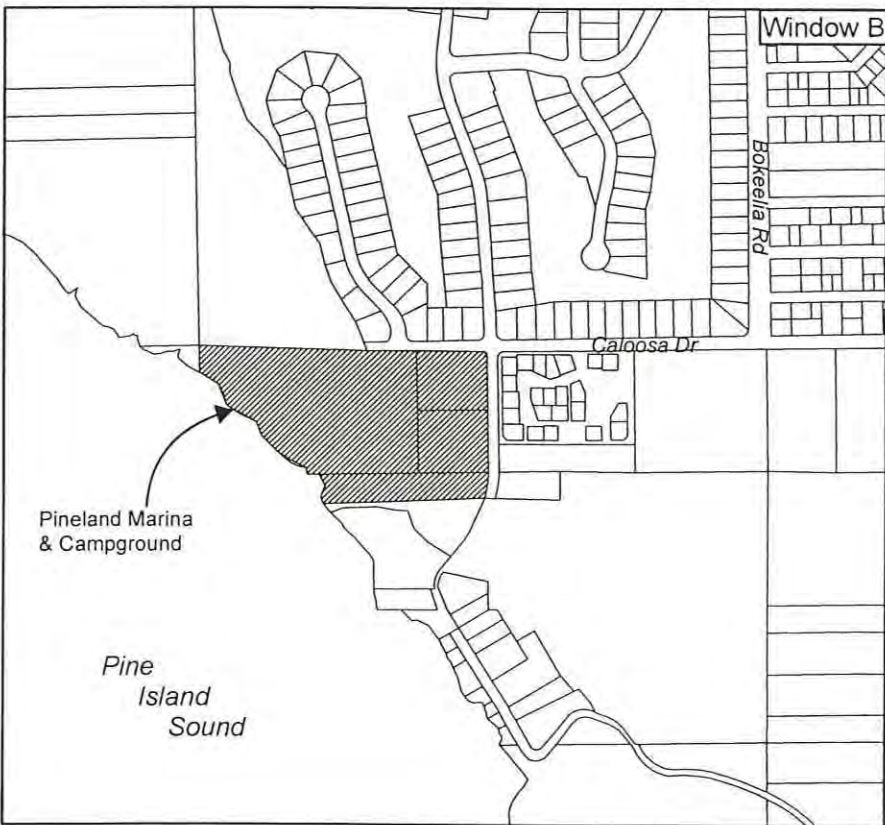 Window B
Bokeelia Rd
Caloosa Dr
Pineland Marina
& Campground
Pine
Island
Sound